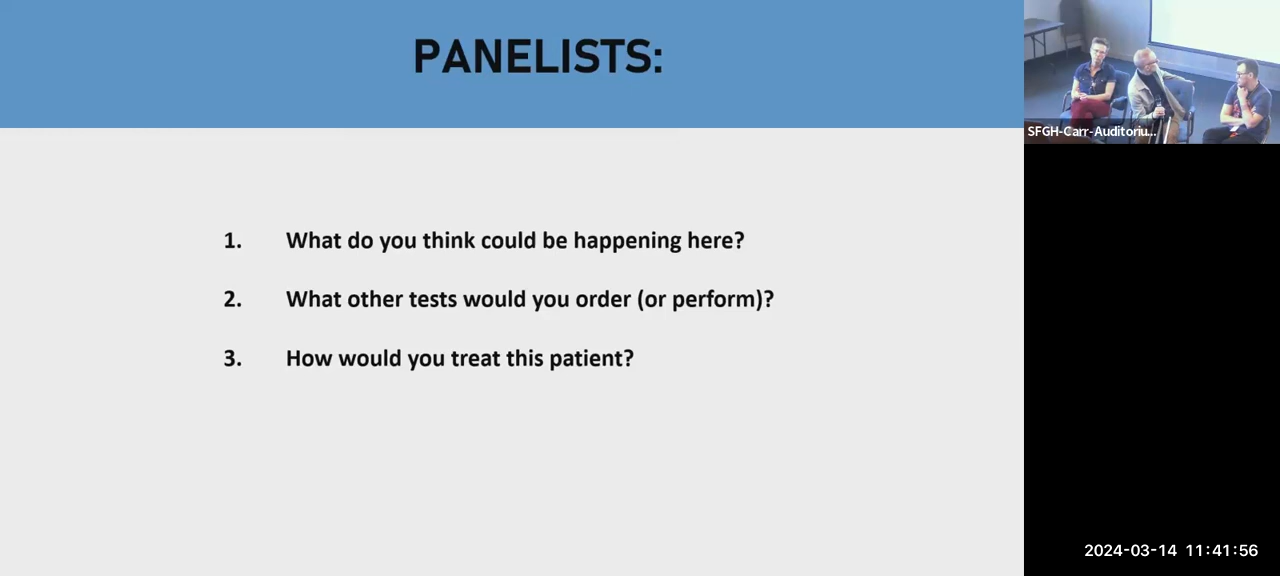 PANELISTS:
SFGH-Carr-Auditoriu...
1. What do you think could be happening here?
2. What other tests would you order (or perform)?
3. How would you treat this patient?
2024-03-14 11:41:56